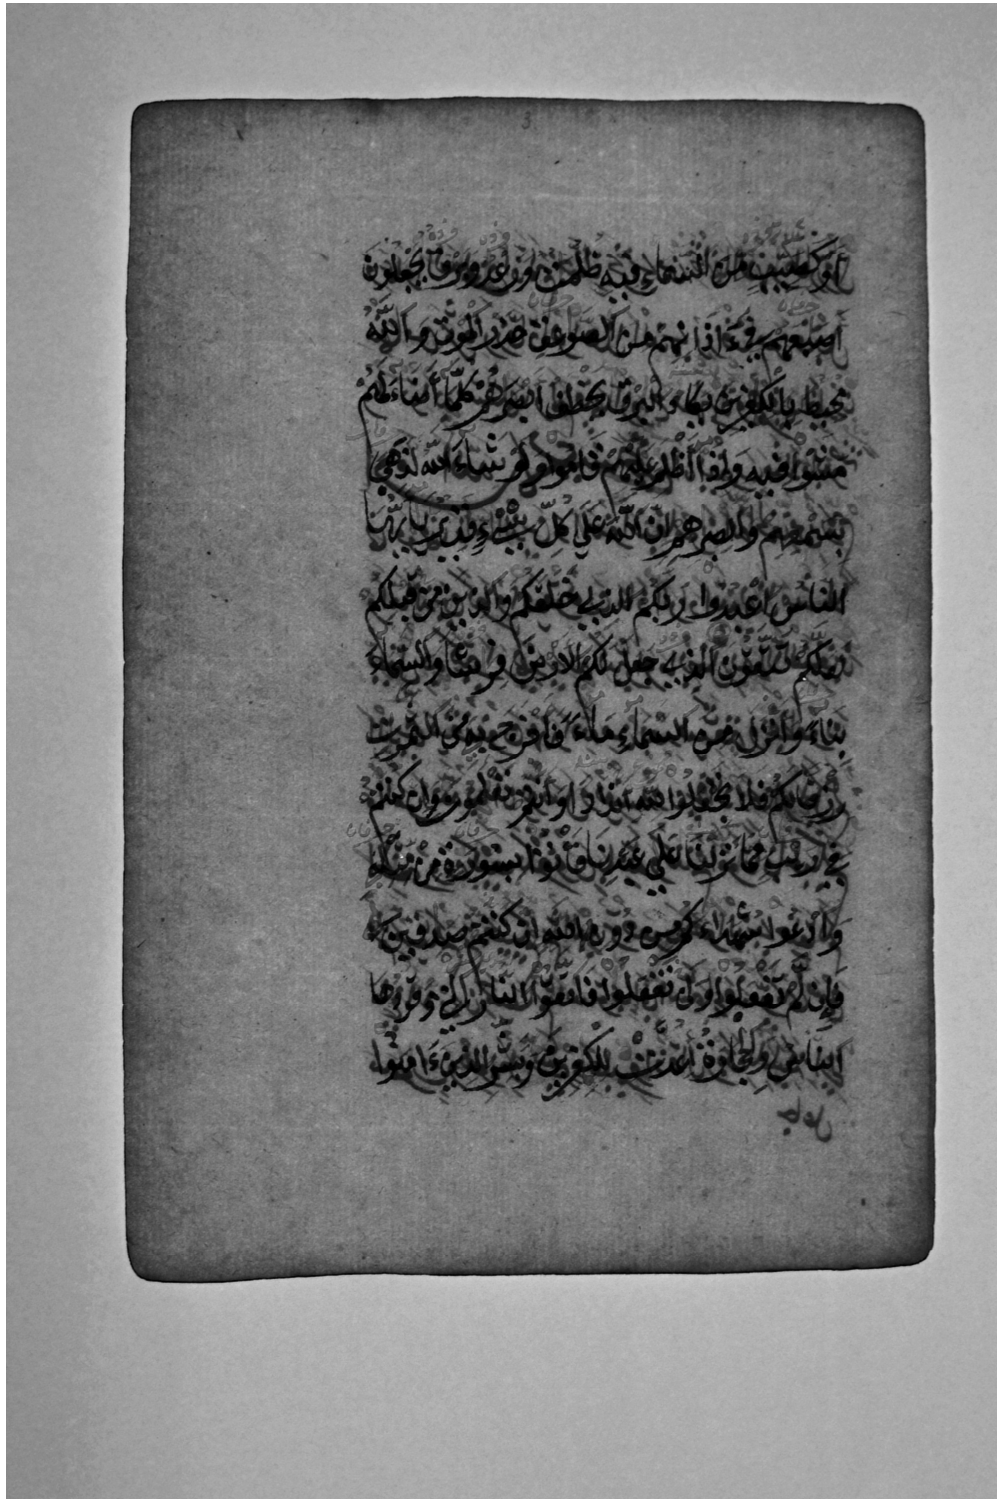 أو كصيب من السماء فيه ظلمت ورعد وبرق يجعلون
أصبعهم في ءاذانهم من الصوعق حذر الموت والله
محيط بالكفرين يكاد البرق يخطف أبصرهم كلما أضاء لهم
مشوا فيه وإذا أظلم عليهم قاموا ولو شاء الله لذهب
بسمعهم وأبصرهم إن الله على كل شيء قدير يأيها
الناس اعبدوا ربكم الذي خلقكم والذين من قبلكم
لعلكم تتقون الذي جعل لكم الأرض فرشا والسماء
بناء وأنزل من السماء ماء فأخرج به من الثمرت
رزقا لكم فلا تجعلوا لله أندادا وأنتم تعلمون وإن كنتم
في ريب مما نزلنا على عبدنا فأتوا بسورة من مثله
وادعوا شهداءكم من دون الله إن كنتم صدقين
فإن لم تفعلوا ولن تفعلوا فاتقوا النار التي وقودها
الناس والحجارة أعدت للكفرين وبشر الذين ءامنوا